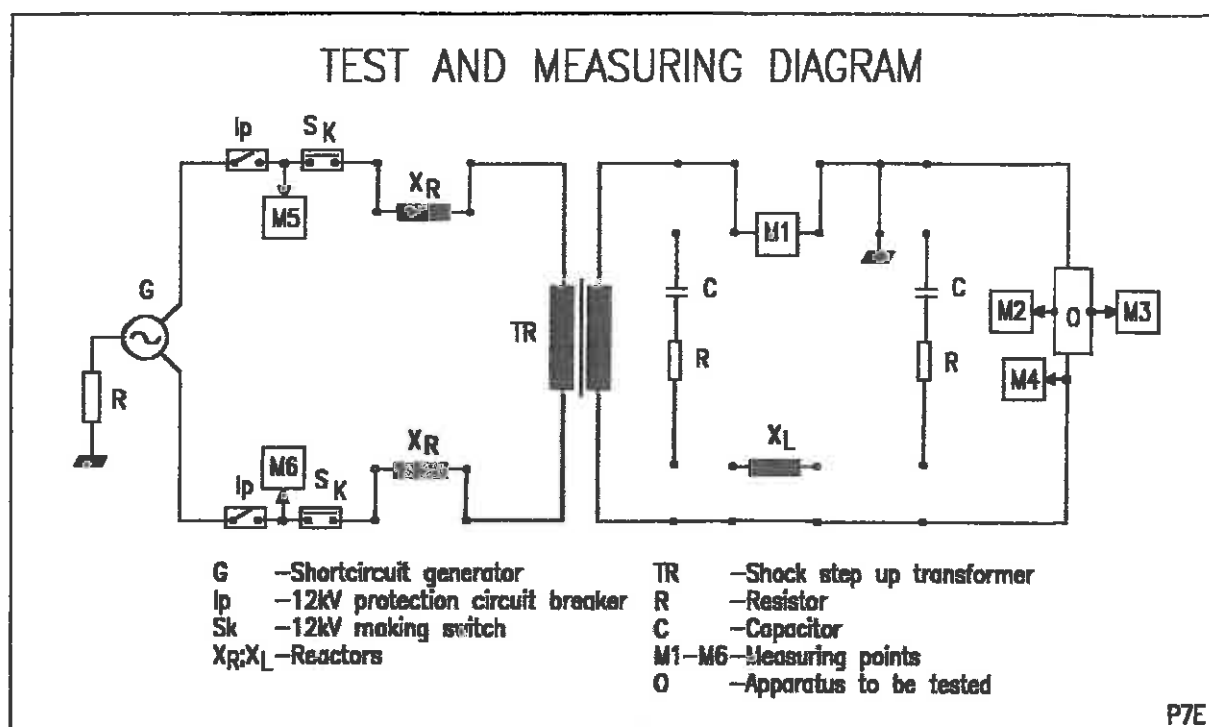 TEST AND MEASURING DIAGRAM
Ip
SK
XR
M5
M1
G
C
C
TR
M2
O
M3
R
R
R
M4
XR
XL
M6
Ip
SK
G –Shortcircuit generator
Ip –12kV protection circuit breaker
Sk –12kV making switch
XR;XL–Reactors
TR –Shock step up transformer
R –Resistor
C –Capacitor
M1–M6–Measuring points
O –Apparatus to be tested
P7E